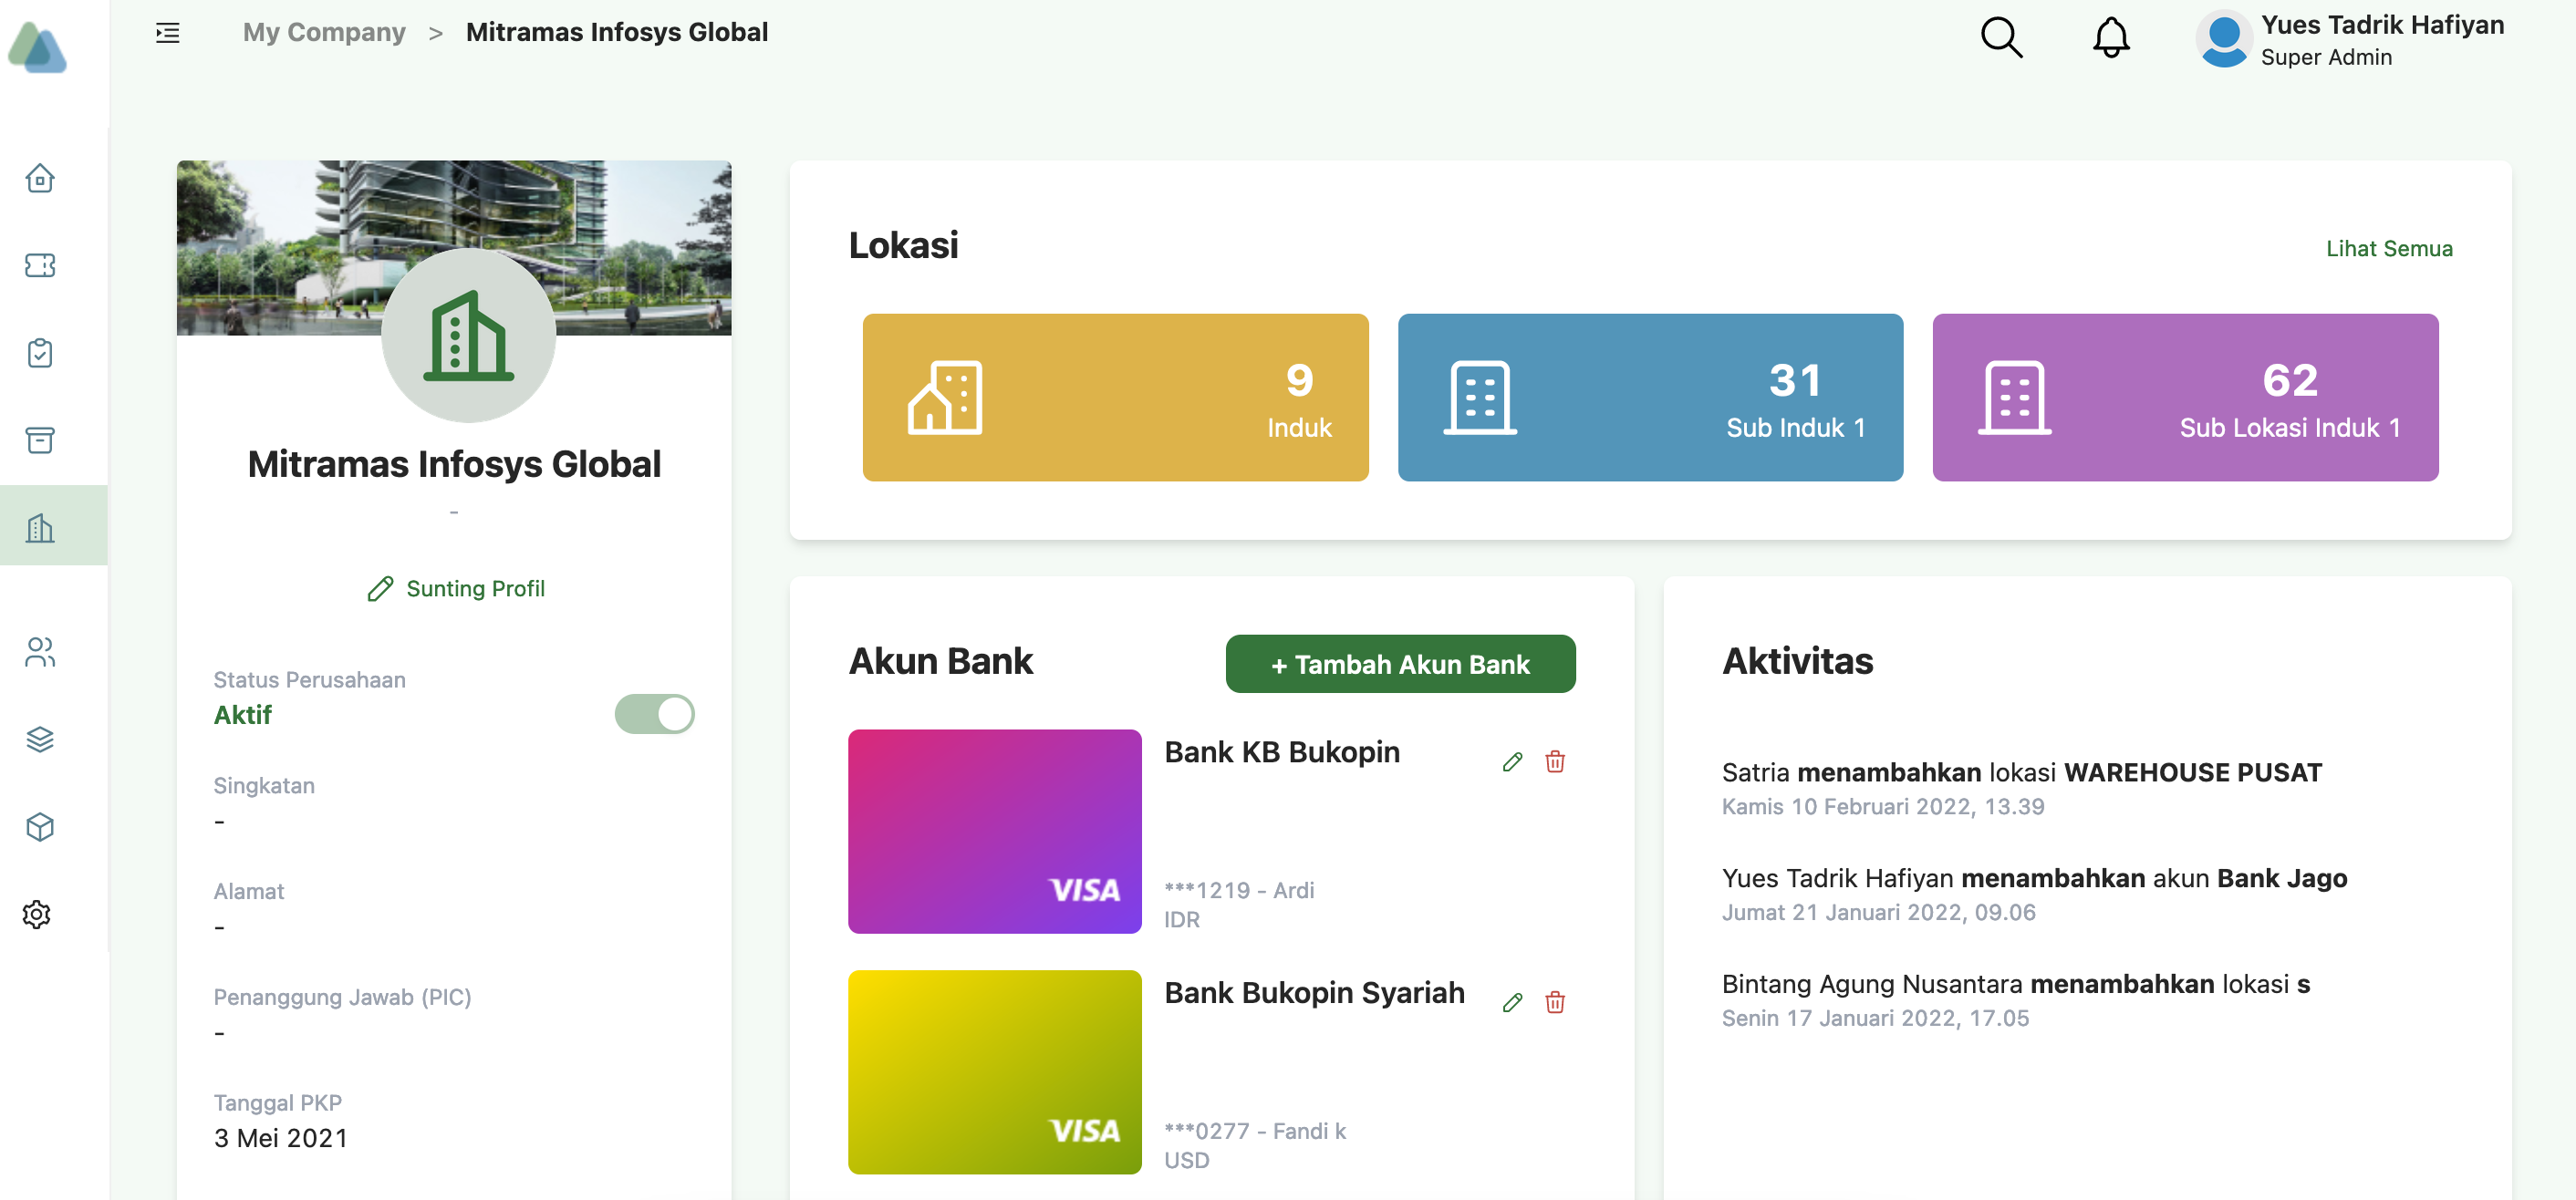 My Company > Mitramas Infosys Global
Yues Tadrik Hafiyan
Super Admin
Mitramas Infosys Global
-
Sunting Profil
Status Perusahaan
Aktif
Singkatan
-
Alamat
-
Penanggung Jawab (PIC)
-
Tanggal PKP
3 Mei 2021
Lokasi
Lihat Semua
9
Induk
31
Sub Induk 1
62
Sub Lokasi Induk 1
Akun Bank
+ Tambah Akun Bank
Bank KB Bukopin
VISA
***1219 - Ardi
IDR
Bank Bukopin Syariah
VISA
***0277 - Fandi k
USD
Aktivitas
Satria menambahkan lokasi WAREHOUSE PUSAT
Kamis 10 Februari 2022, 13.39
Yues Tadrik Hafiyan menambahkan akun Bank Jago
Jumat 21 Januari 2022, 09.06
Bintang Agung Nusantara menambahkan lokasi s
Senin 17 Januari 2022, 17.05